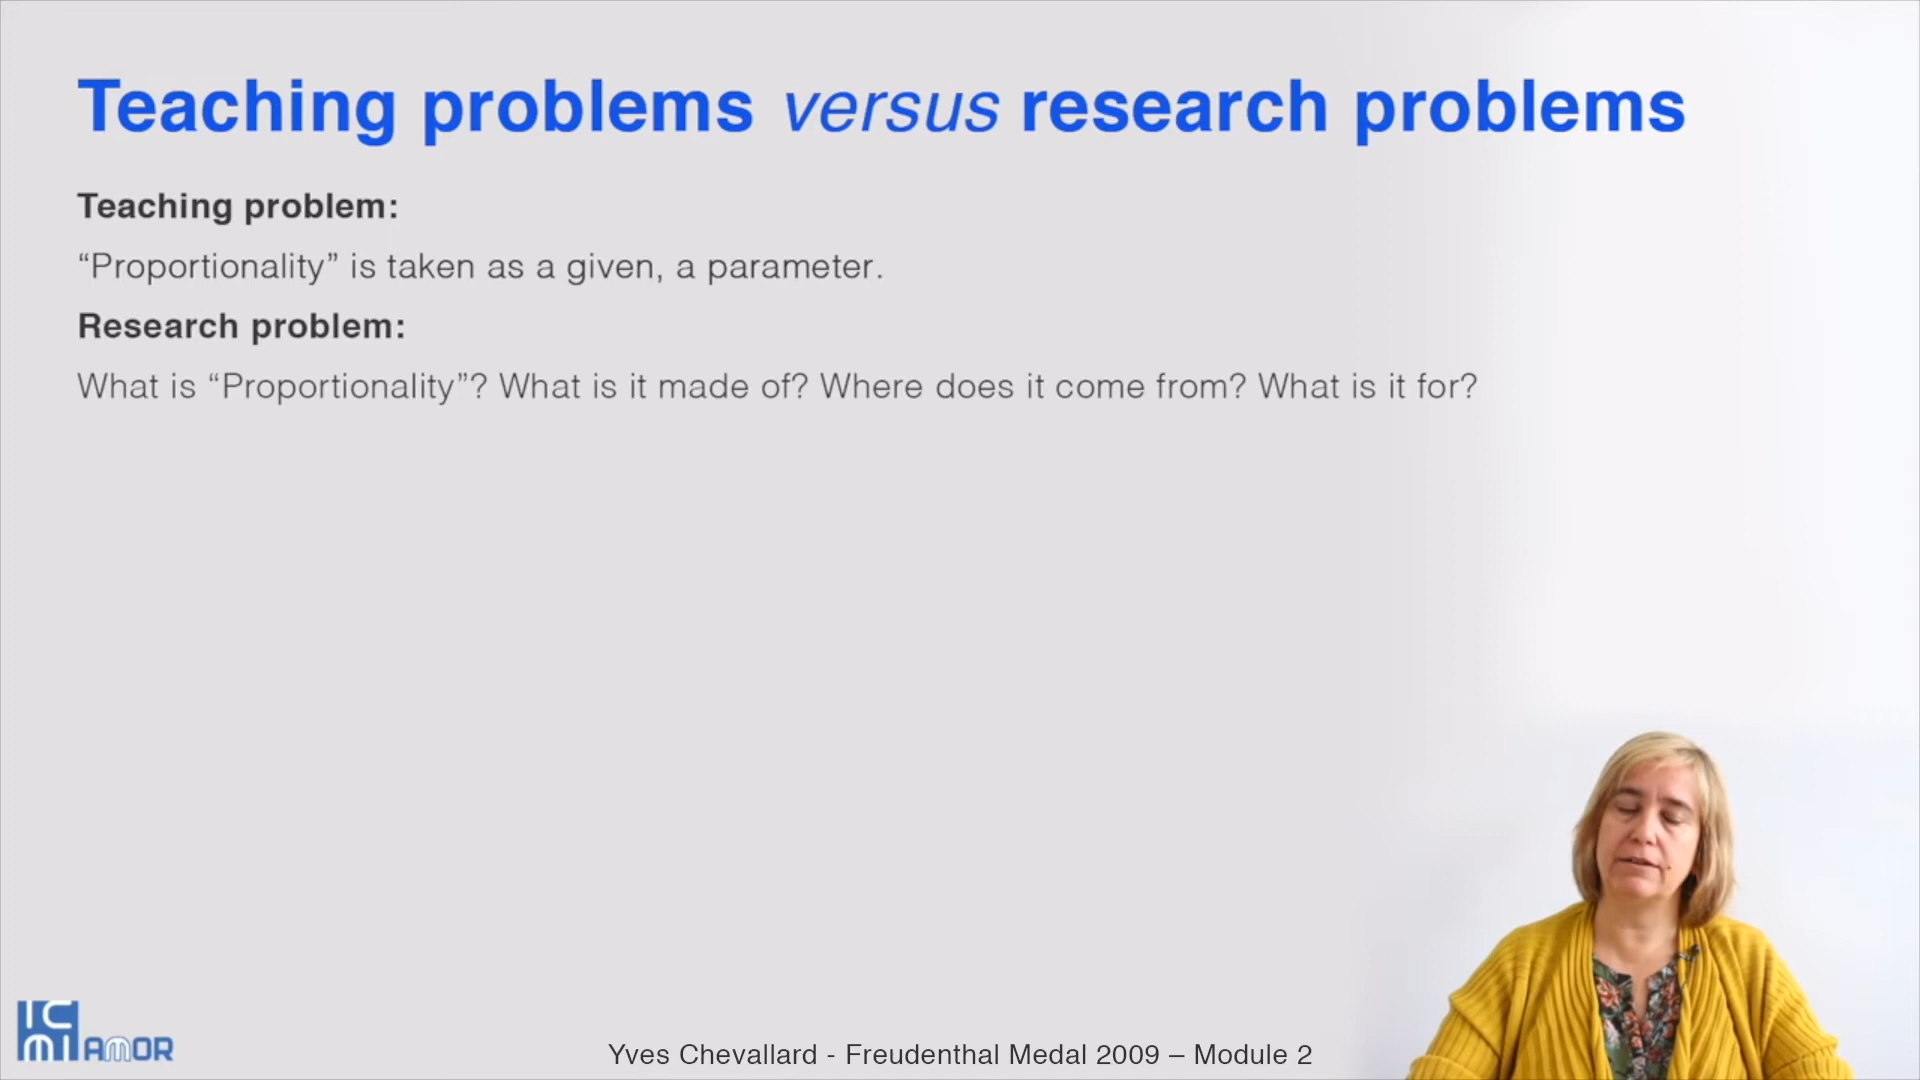 Teaching problems versus research problems
Teaching problem:
“Proportionality” is taken as a given, a parameter.
Research problem:
What is “Proportionality”? What is it made of? Where does it come from? What is it for?
IC
MI AMOR
Yves Chevallard - Freudenthal Medal 2009 – Module 2